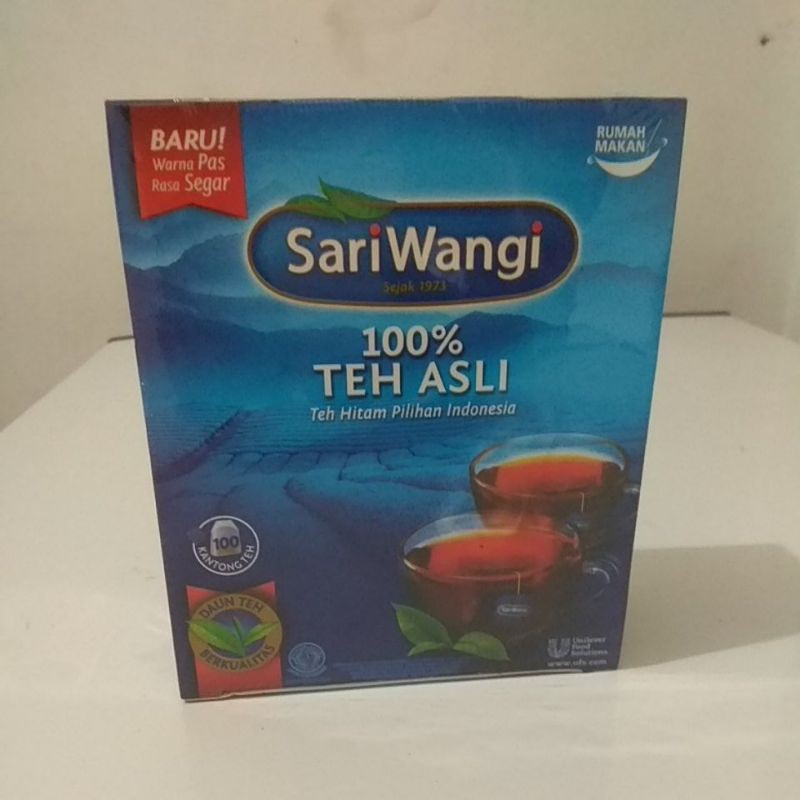 BARU!
Warna Pas
Rasa Segar
RUMAH
MAKAN
SariWangi
Sejak 1973
100%
TEH ASLI
Teh Hitam Pilihan Indonesia
100
KANTONG TEH
DAUN TEH
BERKUALITAS
SariWangi
Unilever
Food
Solutions
www.ufs.com